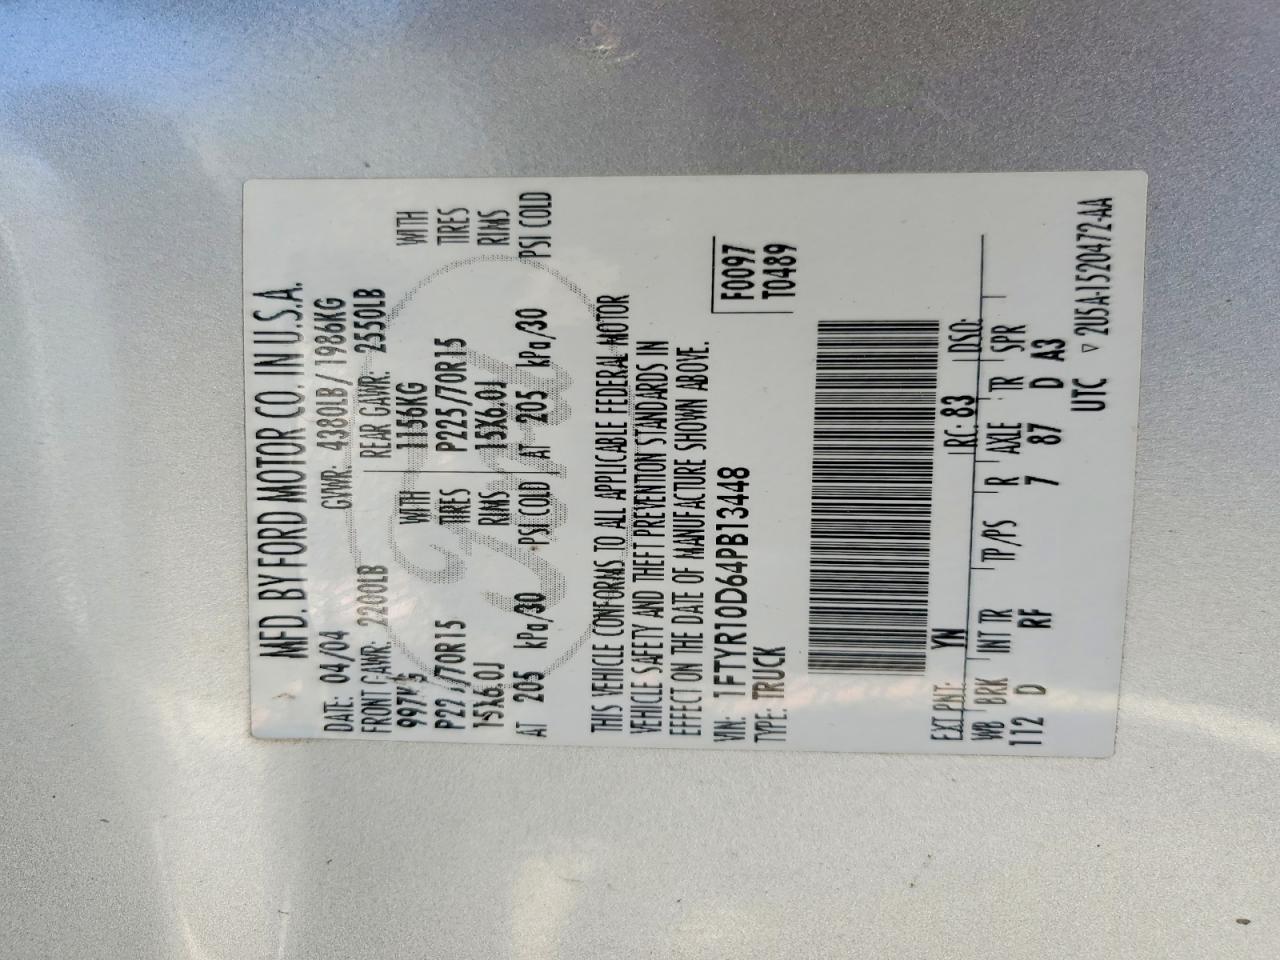 MFD. BY FORD MOTOR CO. IN U.S.A.
DATE: 04/04 GVWR: 4380LB/1986KG
FRONT GAWR: 2200LB REAR GAWR: 2550LB
997KG WITH 1156KG WITH
P225/70R15 TIRES P225/70R15 TIRES
15X6.0J RIMS 15X6.0J RIMS
AT 205 kPa/30 PSI COLD AT 205 kPa/30 PSI COLD
THIS VEHICLE CONFORMS TO ALL APPLICABLE FEDERAL MOTOR
VEHICLE SAFETY AND THEFT PREVENTION STANDARDS IN
EFFECT ON THE DATE OF MANUFACTURE SHOWN ABOVE.
VIN: 1FTYR10D64PB13448 F0097
TYPE: TRUCK T0489
EXT PNT: YN RC: 83 DSO:
WB BRK INT TR TP/PS R AXLE TR SPR
112 D RF 7 87 D A3
UTC ▽ 2U5A-1520472-AA
Ford